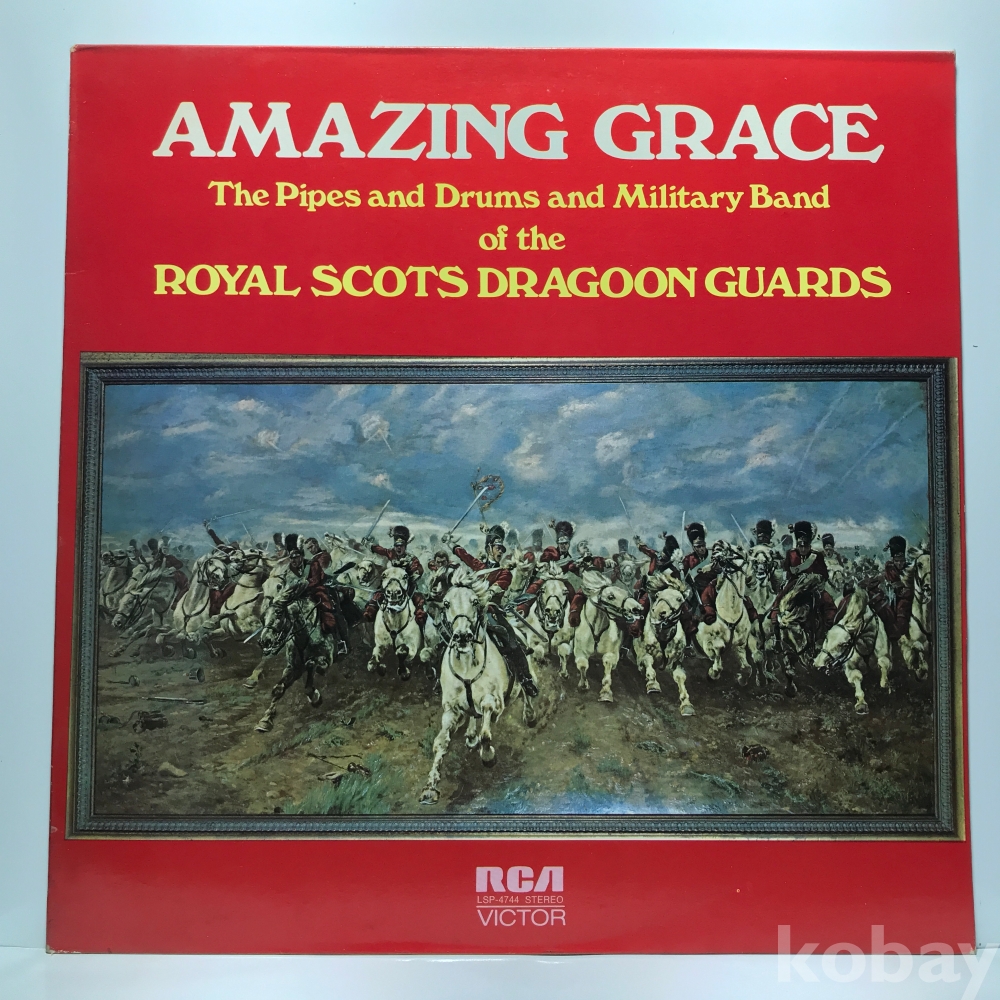 AMAZING GRACE
The Pipes and Drums and Military Band
of the
ROYAL SCOTS DRAGOON GUARDS
RCA
LSP-4744 STEREO
VICTOR
kobay